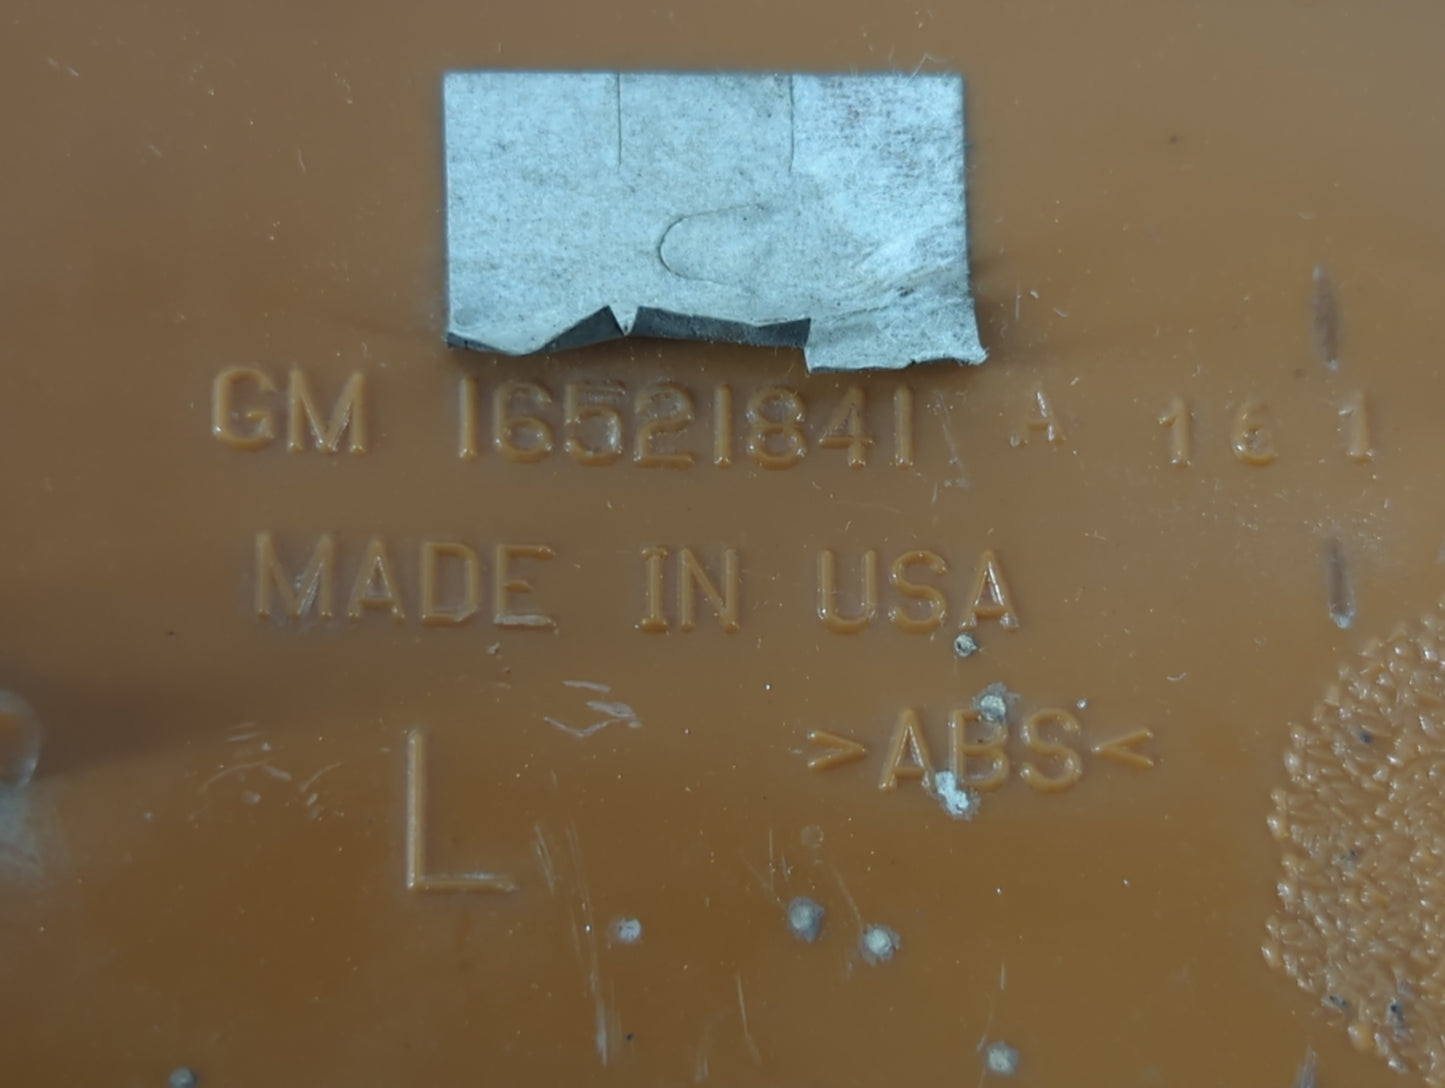 GM 16521841 A 16 1
MADE IN USA
>ABS<
L